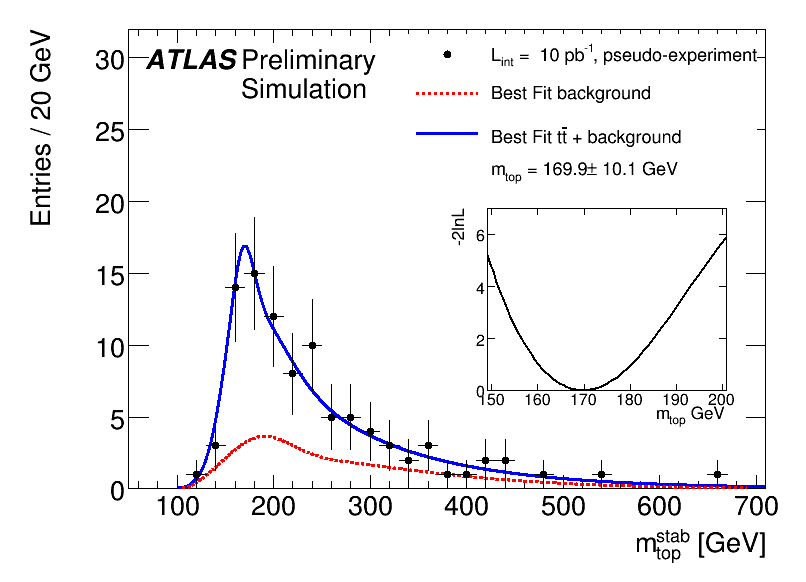 ATLAS Preliminary
Simulation
L_int = 10 pb⁻¹, pseudo-experiment
Best Fit background
Best Fit tt̄ + background
m_top = 169.9± 10.1 GeV
Entries / 20 GeV
30
25
20
15
10
5
0
100 200 300 400 500 600 700
m_top^stab [GeV]
-2lnL
6
4
2
0
150 160 170 180 190 200
m_top GeV